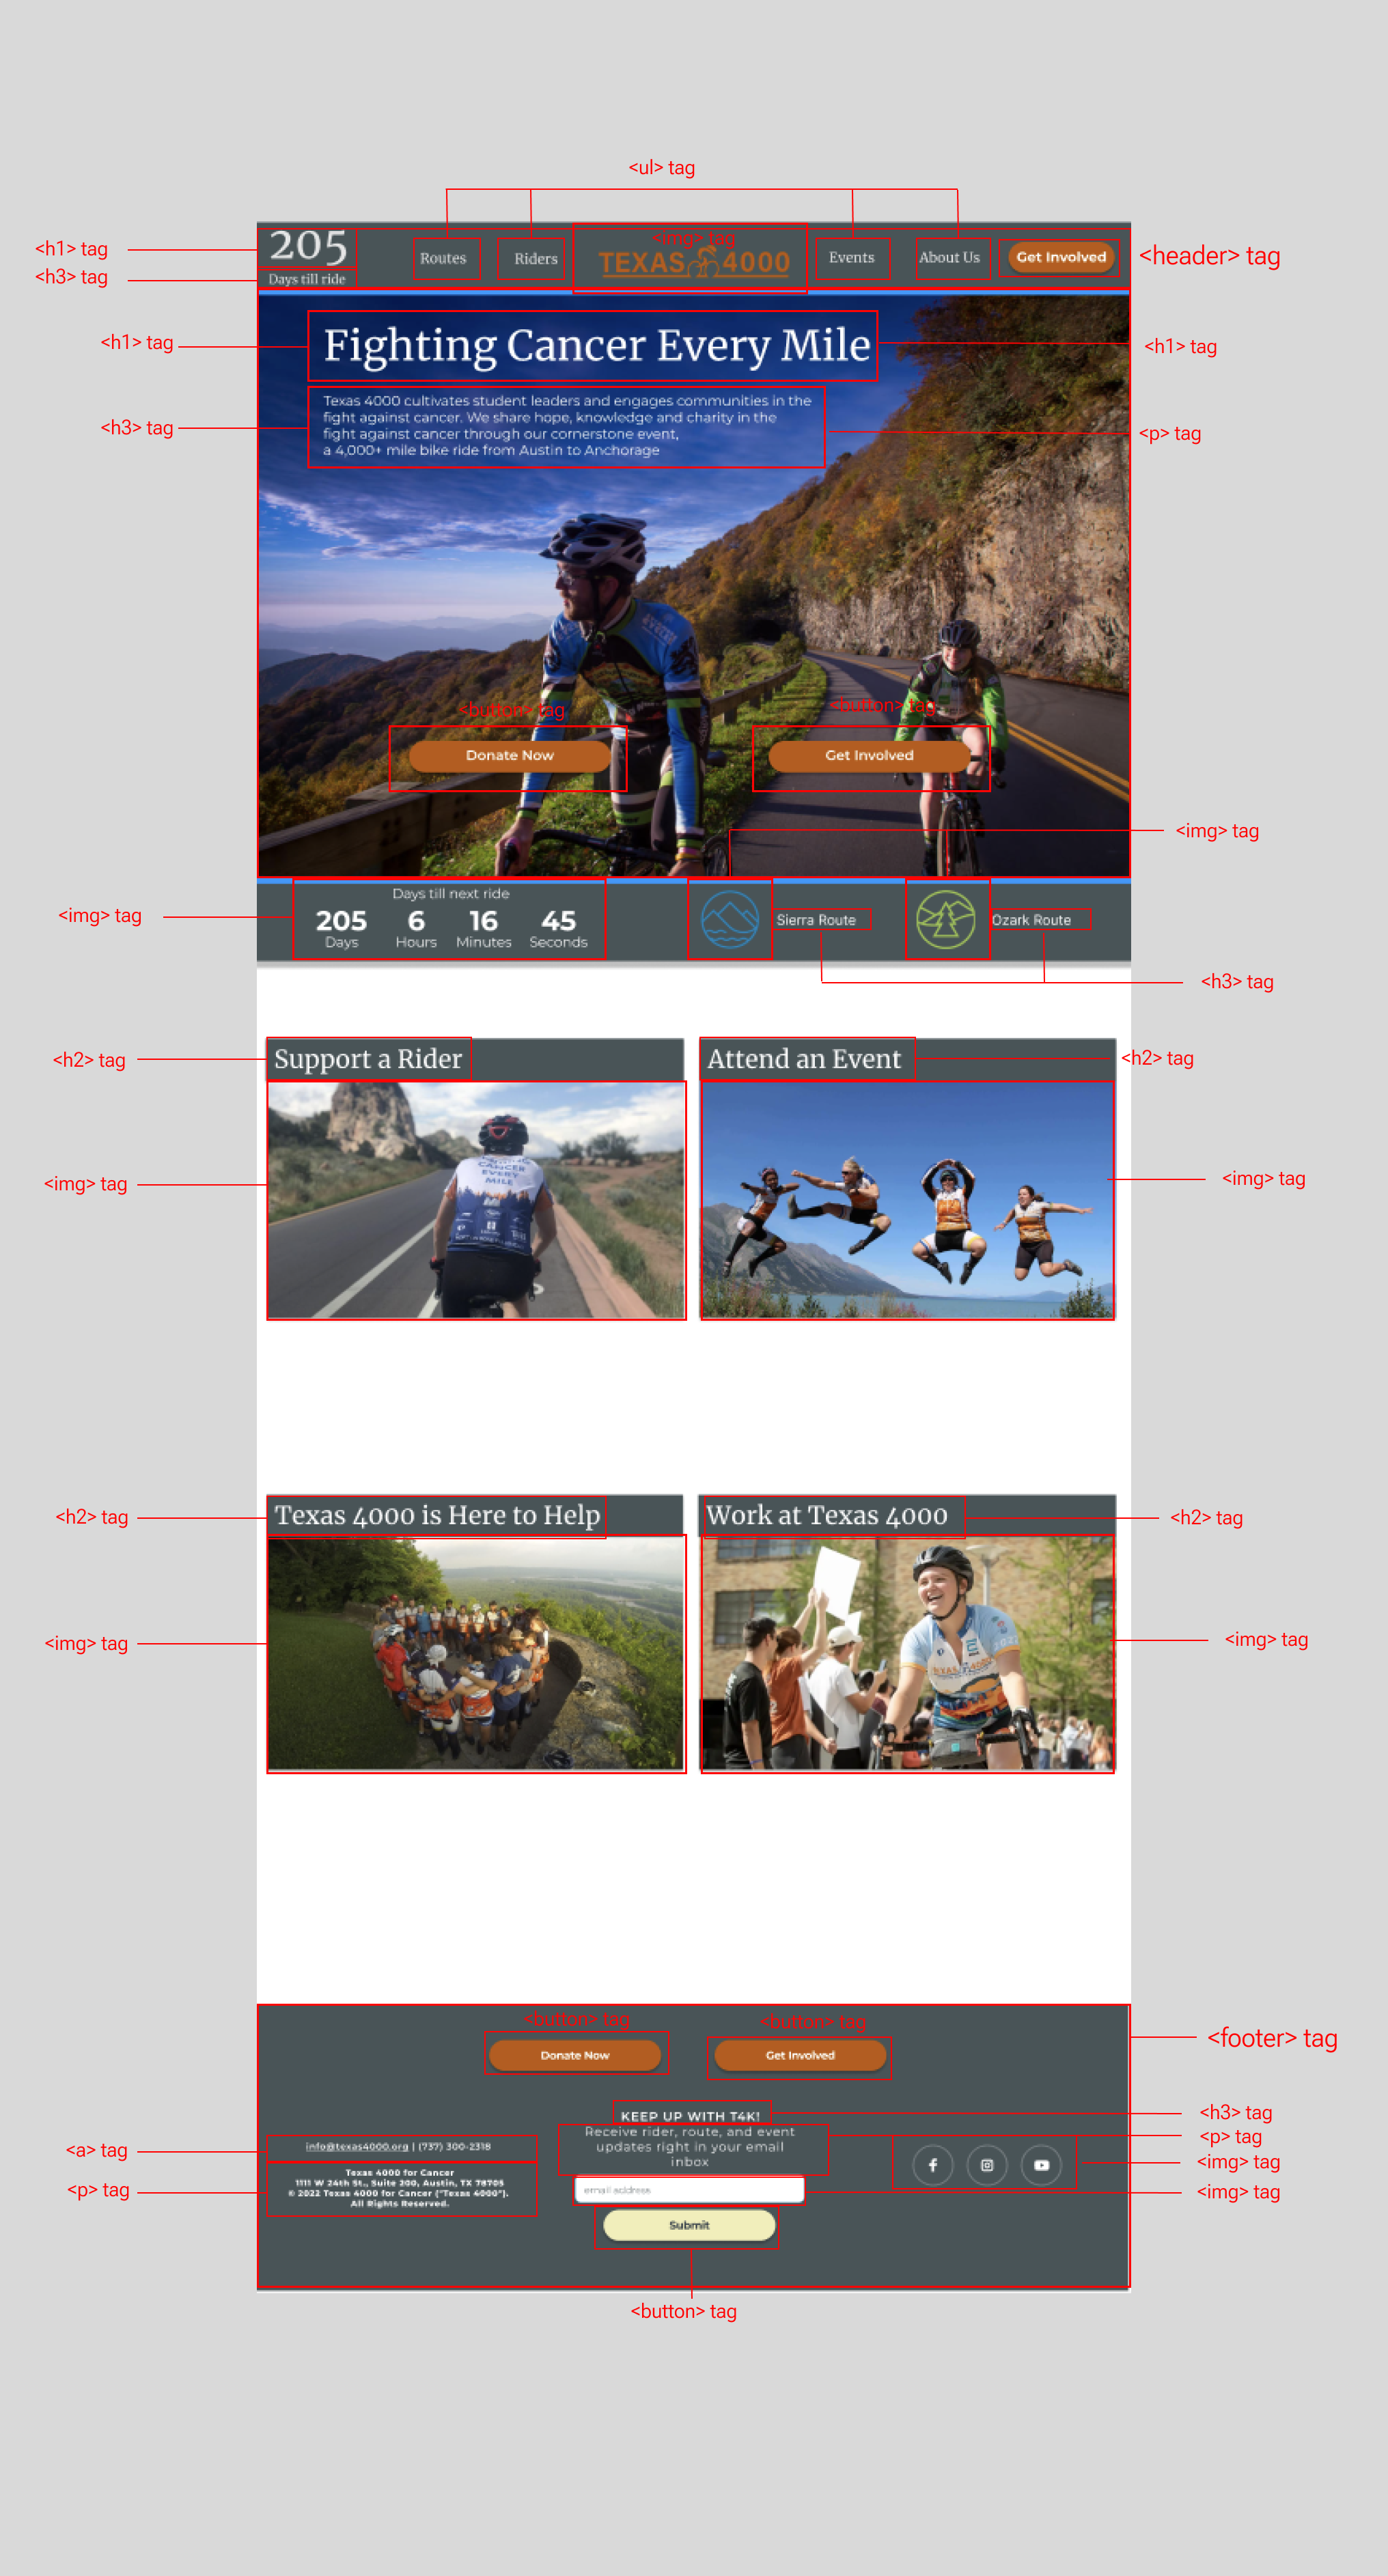 <ul> tag
<h1> tag
205
<h3> tag
Days till ride
Routes
Riders
<img> tag
TEXAS 4000
Events
About Us
Get Involved
<header> tag
<h1> tag
Fighting Cancer Every Mile
<h1> tag
<h3> tag
Texas 4000 cultivates student leaders and engages communities in the
fight against cancer. We share hope, knowledge and charity in the
fight against cancer through our cornerstone event,
a 4,000+ mile bike ride from Austin to Anchorage
<p> tag
<button> tag
<button> tag
Donate Now
Get Involved
<img> tag
<img> tag
Days till next ride
205 6 16 45
Days Hours Minutes Seconds
Sierra Route
Ozark Route
<h3> tag
<h2> tag
Support a Rider
Attend an Event
<h2> tag
<img> tag
CANCER
EVERY
MILE
<img> tag
<h2> tag
Texas 4000 is Here to Help
Work at Texas 4000
<h2> tag
<img> tag
<img> tag
<button> tag
<button> tag
Donate Now
Get Involved
<footer> tag
KEEP UP WITH T4K!
<h3> tag
Receive rider, route, and event
updates right in your email
inbox
<p> tag
<a> tag
info@texas4000.org | (737) 300-2318
<img> tag
<p> tag
Texas 4000 for Cancer
1111 W 24th St., Suite 200, Austin, TX 78705
© 2022 Texas 4000 for Cancer ("Texas 4000").
All Rights Reserved.
email address
<img> tag
Submit
<button> tag